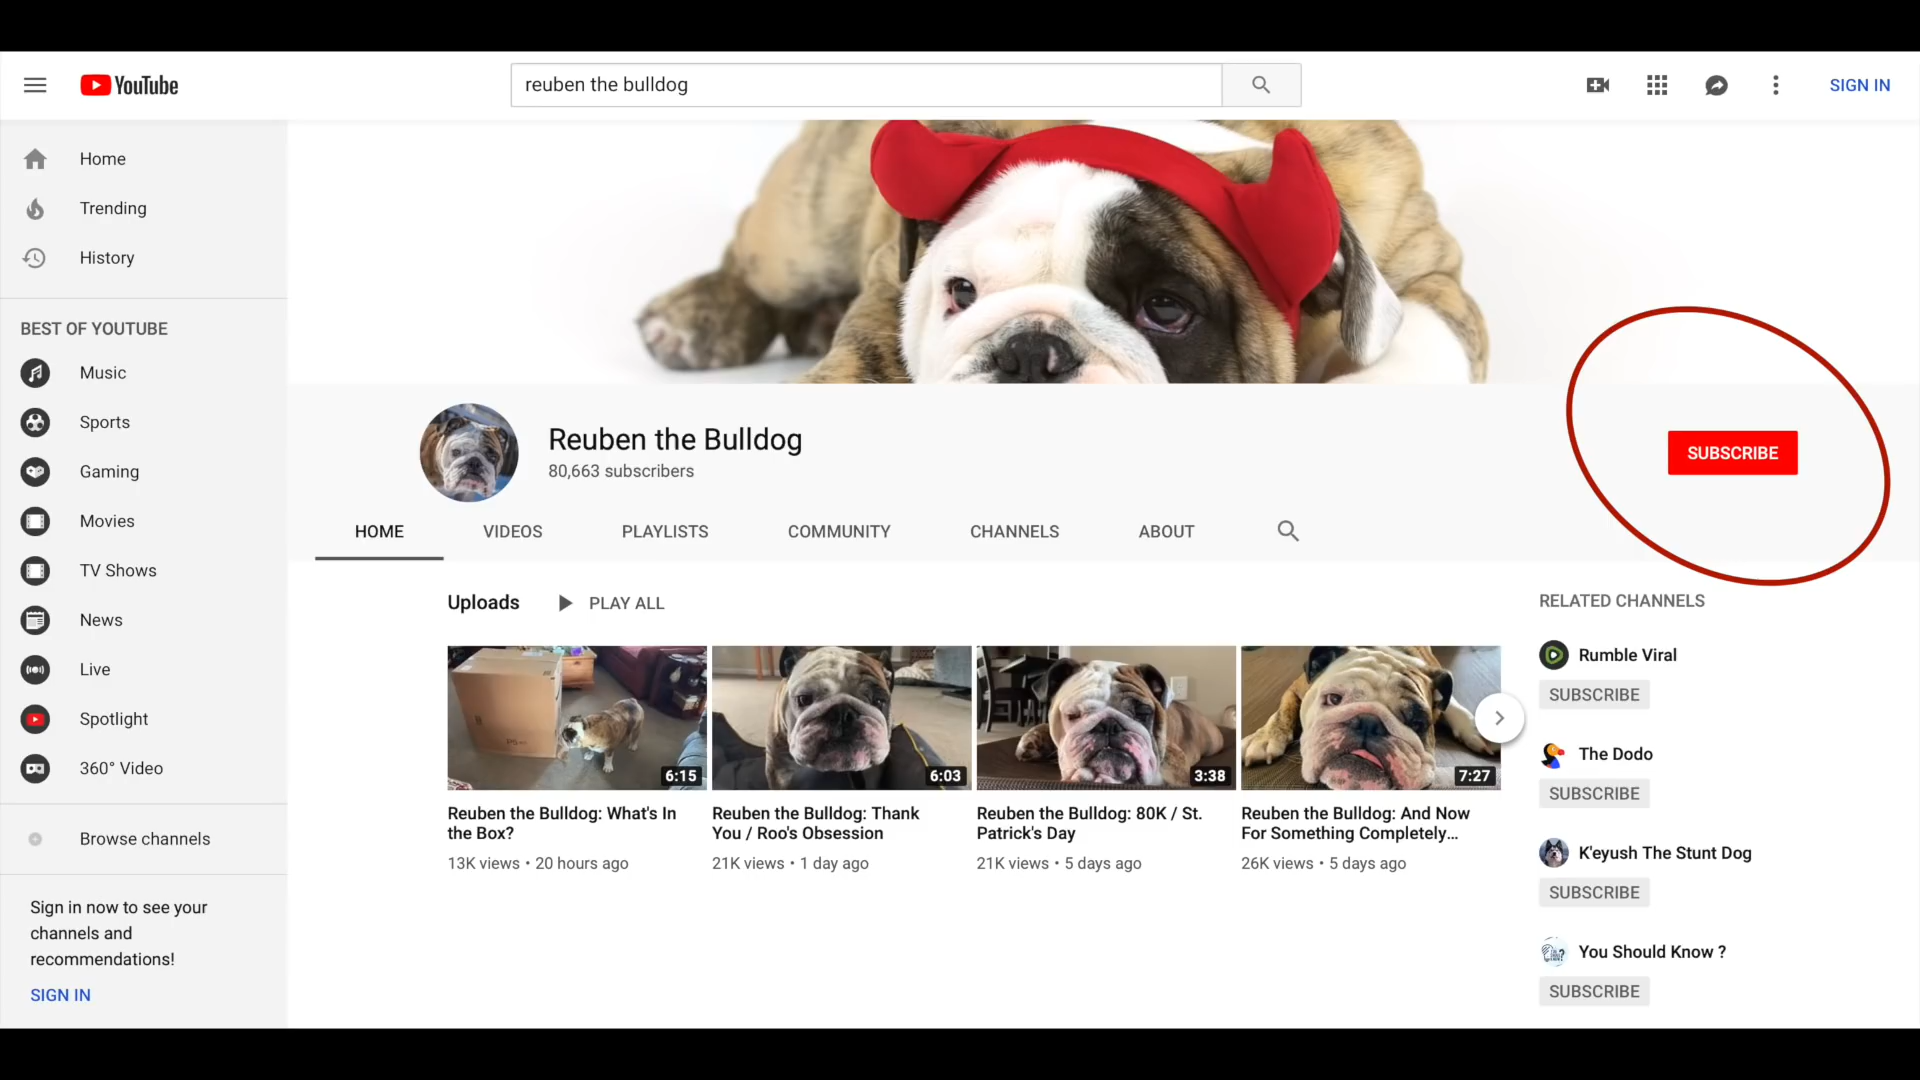 YouTube
reuben the bulldog
SIGN IN
Home
Trending
History
BEST OF YOUTUBE
Music
Sports
Gaming
Movies
TV Shows
News
Live
Spotlight
360° Video
Browse channels
Sign in now to see your
channels and
recommendations!
SIGN IN
Reuben the Bulldog
80,663 subscribers
SUBSCRIBE
HOME VIDEOS PLAYLISTS COMMUNITY CHANNELS ABOUT
Uploads PLAY ALL
6:15
Reuben the Bulldog: What's In
the Box?
13K views • 20 hours ago
6:03
Reuben the Bulldog: Thank
You / Roo's Obsession
21K views • 1 day ago
3:38
Reuben the Bulldog: 80K / St.
Patrick's Day
21K views • 5 days ago
7:27
Reuben the Bulldog: And Now
For Something Completely...
26K views • 5 days ago
RELATED CHANNELS
Rumble Viral
SUBSCRIBE
The Dodo
SUBSCRIBE
K'eyush The Stunt Dog
SUBSCRIBE
You Should Know ?
SUBSCRIBE